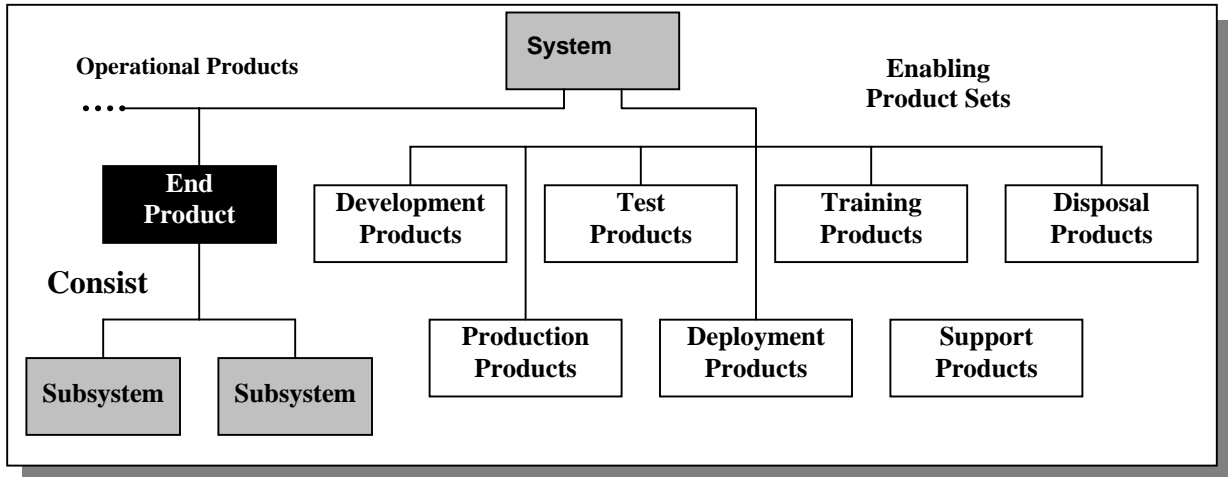 System
Operational Products
Enabling
Product Sets
End
Product
Development
Products
Test
Products
Training
Products
Disposal
Products
Consist
Production
Products
Deployment
Products
Support
Products
Subsystem
Subsystem